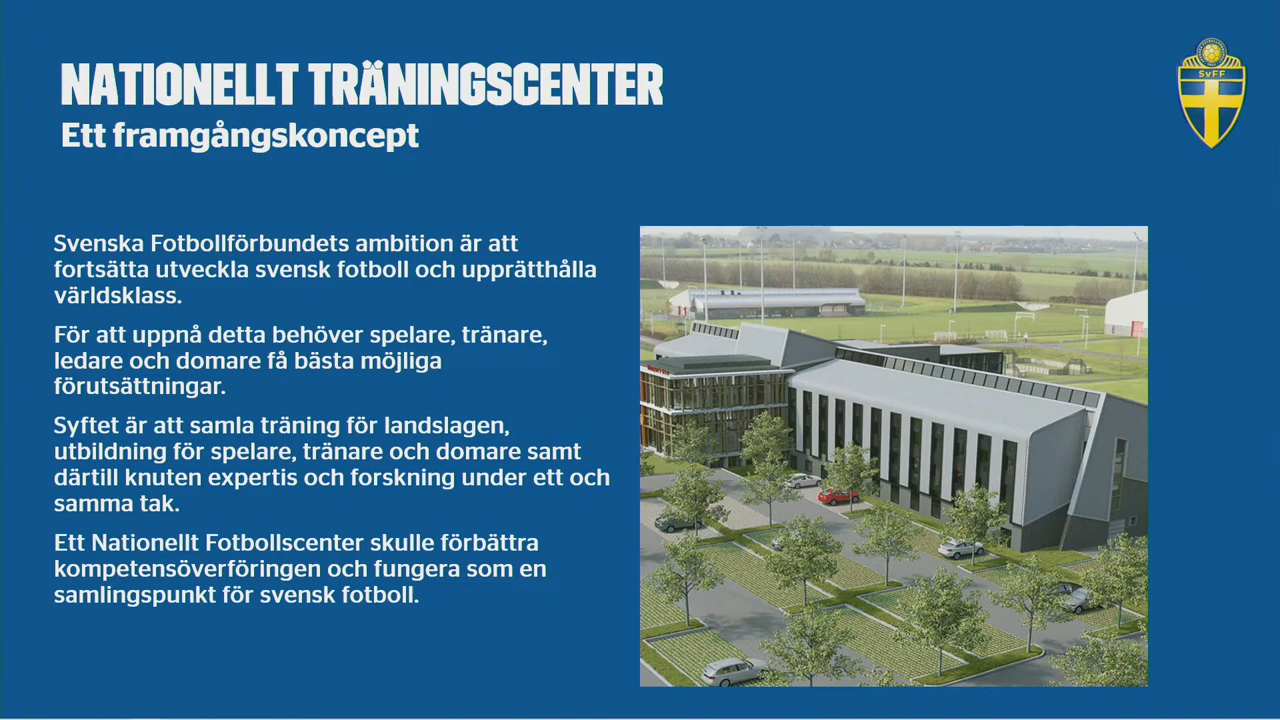 NATIONELLT TRÄNINGSCENTER
Ett framgångskoncept
SvFF
Svenska Fotbollförbundets ambition är att
fortsätta utveckla svensk fotboll och upprätthålla
världsklass.
För att uppnå detta behöver spelare, tränare,
ledare och domare få bästa möjliga
förutsättningar.
Syftet är att samla träning för landslagen,
utbildning för spelare, tränare och domare samt
därtill knuten expertis och forskning under ett och
samma tak.
Ett Nationellt Fotbollscenter skulle förbättra
kompetensöverföringen och fungera som en
samlingspunkt för svensk fotboll.